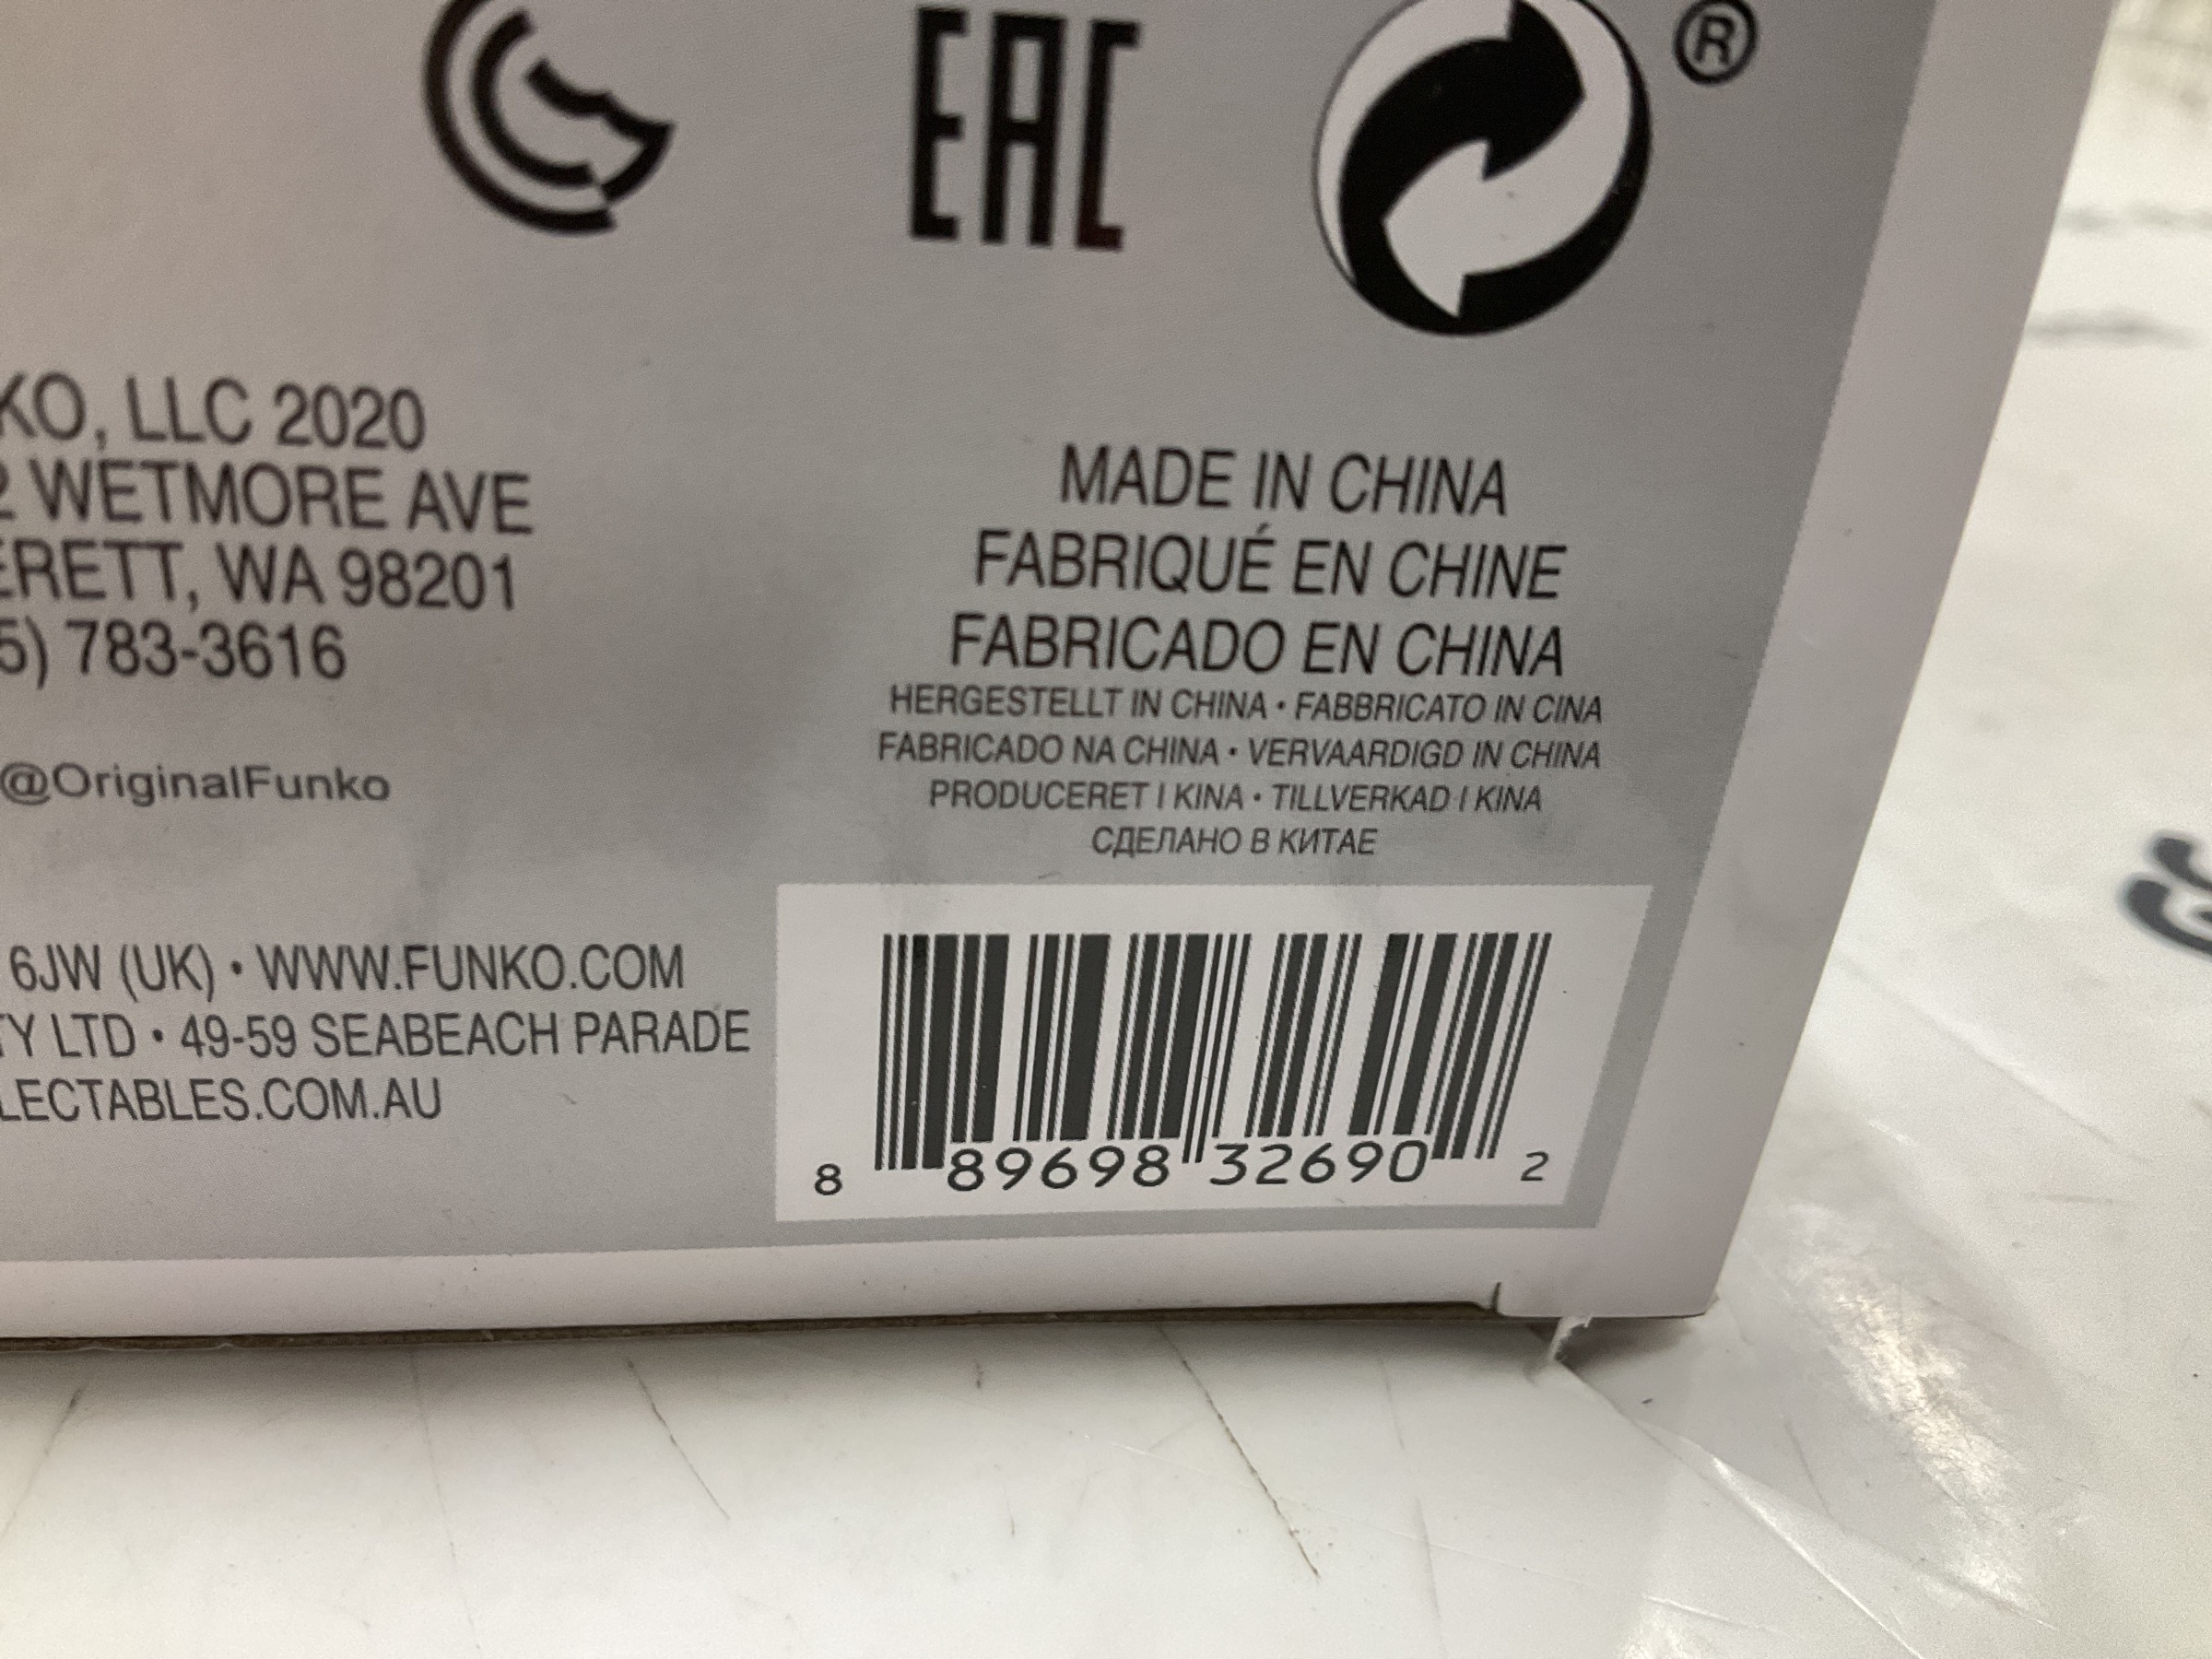 EAC
®
KO, LLC 2020
2 WETMORE AVE
ERETT, WA 98201
5) 783-3616
@OriginalFunko
6JW (UK) • WWW.FUNKO.COM
TY LTD • 49-59 SEABEACH PARADE
LECTABLES.COM.AU
MADE IN CHINA
FABRIQUÉ EN CHINE
FABRICADO EN CHINA
HERGESTELLT IN CHINA • FABBRICATO IN CINA
FABRICADO NA CHINA • VERVAARDIGD IN CHINA
PRODUCERET I KINA • TILLVERKAD I KINA
СДЕЛАНО В КИТАЕ
8 89698 32690 2